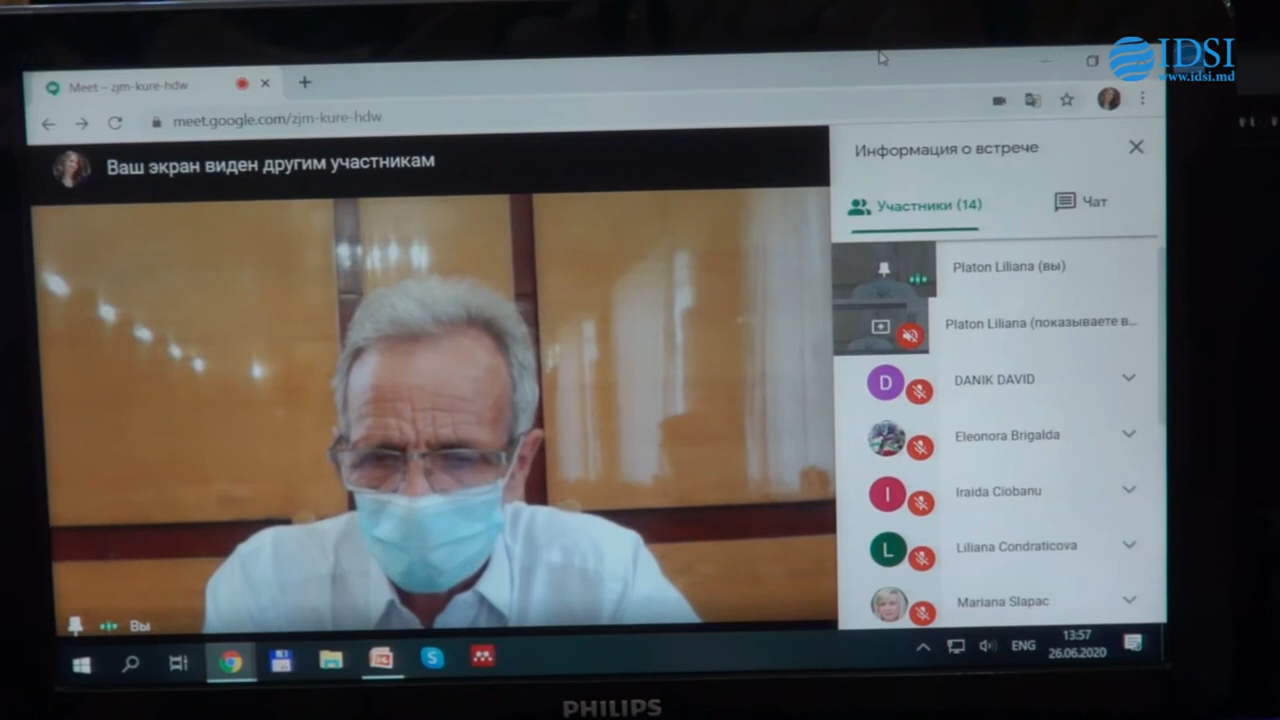 IDSI
www.idsi.md
Meet – zjm-kure-hdw
meet.google.com/zjm-kure-hdw
Ваш экран виден другим участникам
Информация о встрече
Участники (14)
Чат
Platon Liliana (вы)
Platon Liliana (показываете в...
D
DANIK DAVID
Eleonora Brigalda
I
Iraida Ciobanu
L
Liliana Condraticova
Mariana Slapac
Вы
S
ENG
13:57
26.06.2020
PHILIPS